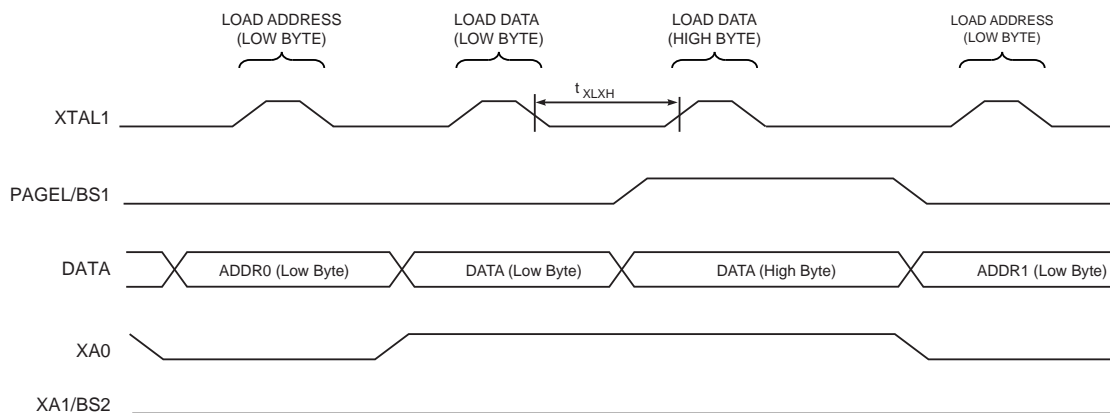 LOAD ADDRESS
(LOW BYTE)
LOAD DATA
(LOW BYTE)
LOAD DATA
(HIGH BYTE)
LOAD ADDRESS
(LOW BYTE)
t XLXH
XTAL1
PAGEL/BS1
DATA
ADDR0 (Low Byte)
DATA (Low Byte)
DATA (High Byte)
ADDR1 (Low Byte)
XA0
XA1/BS2